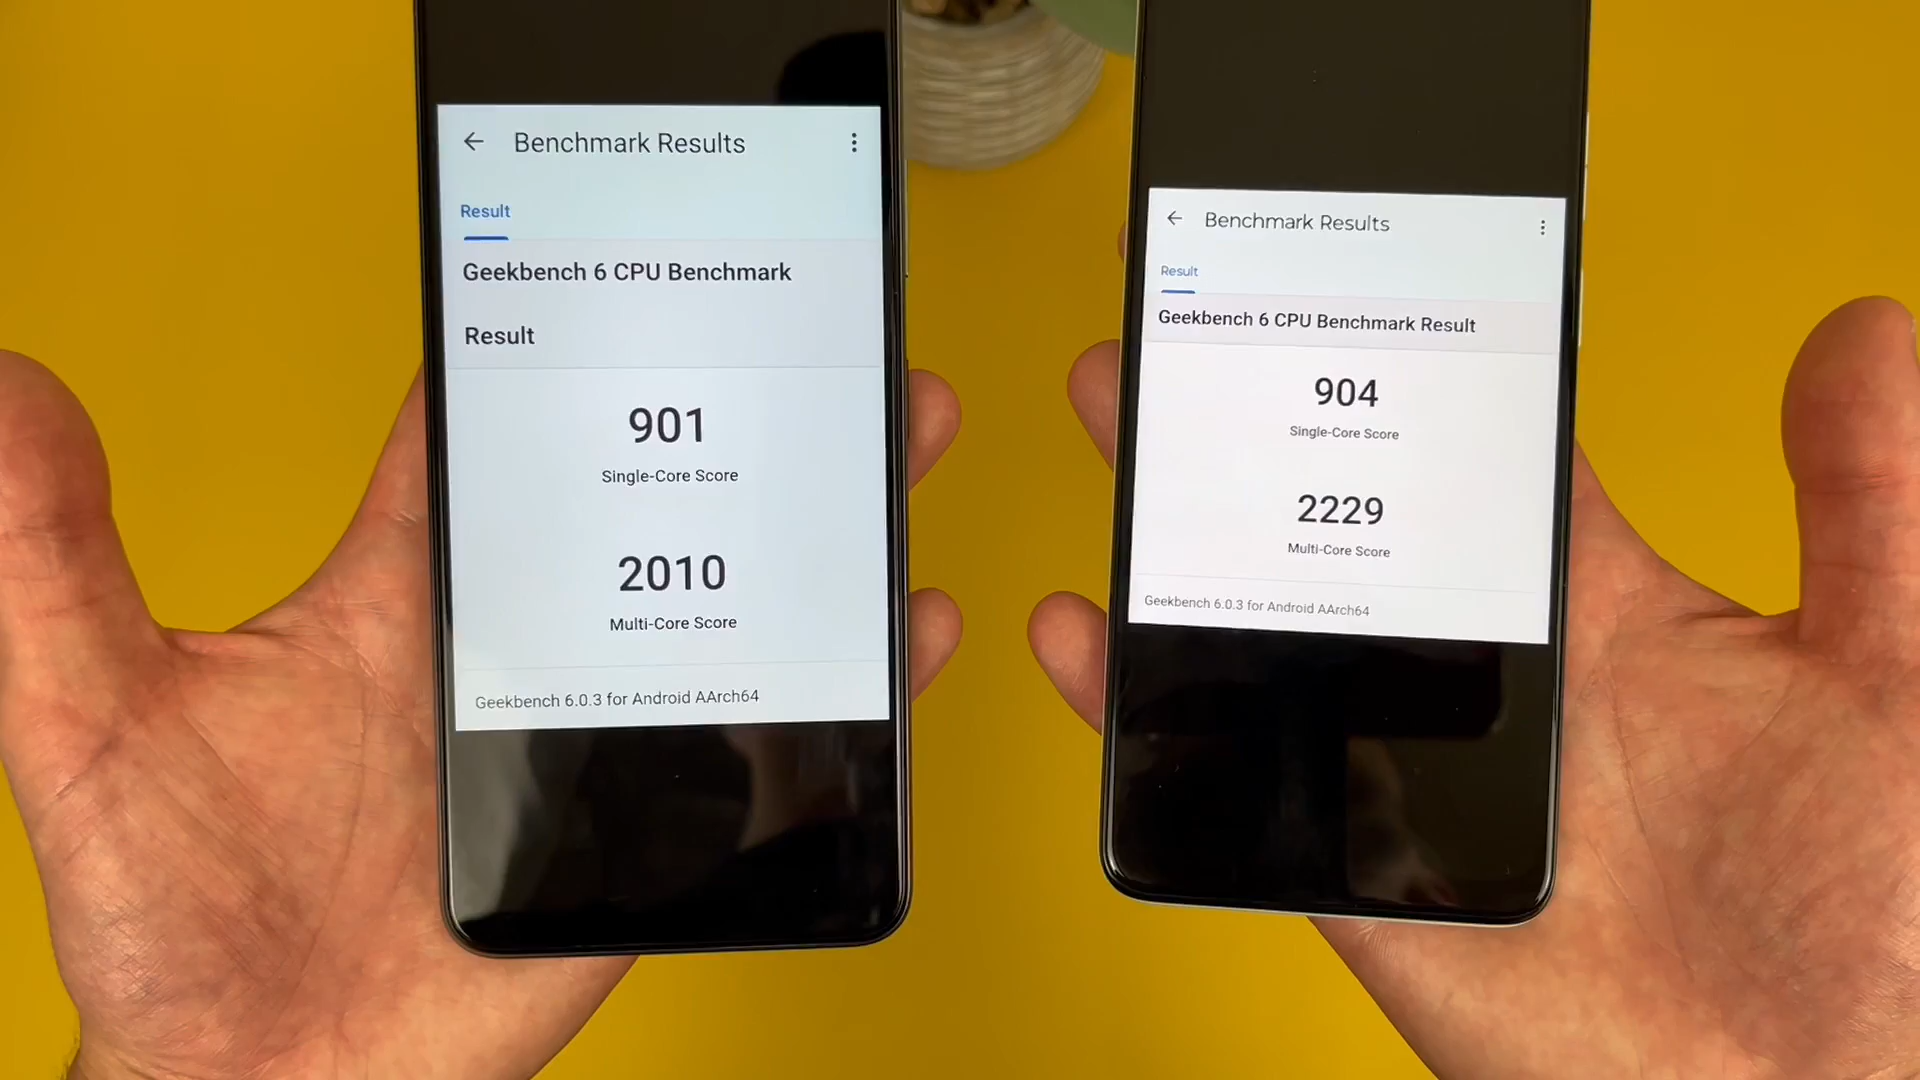 Benchmark Results
Result
Geekbench 6 CPU Benchmark
Result
901
Single-Core Score
2010
Multi-Core Score
Geekbench 6.0.3 for Android AArch64
Benchmark Results
Result
Geekbench 6 CPU Benchmark Result
904
Single-Core Score
2229
Multi-Core Score
Geekbench 6.0.3 for Android AArch64